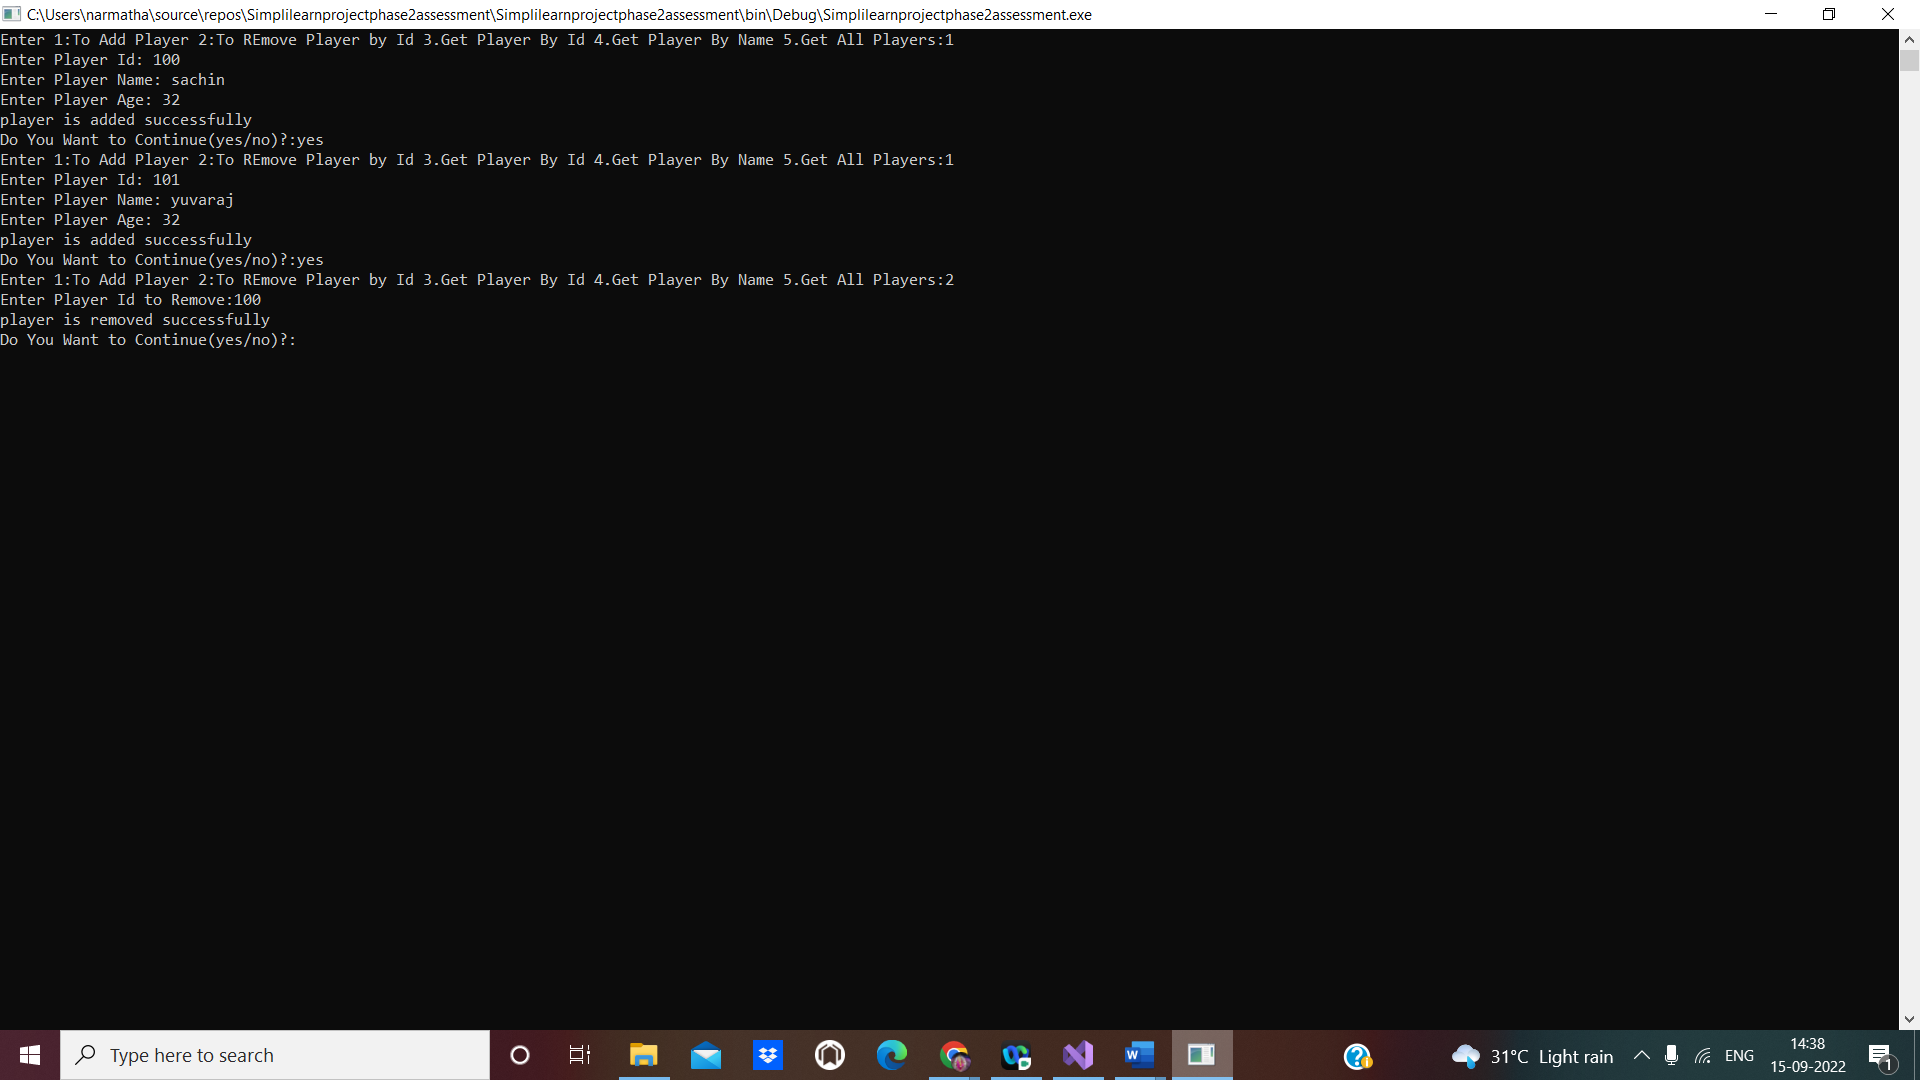 C:\Users\narmatha\source\repos\Simplilearnprojectphase2assessment\Simplilearnprojectphase2assessment\bin\Debug\Simplilearnprojectphase2assessment.exe
Enter 1:To Add Player 2:To REmove Player by Id 3.Get Player By Id 4.Get Player By Name 5.Get All Players:1
Enter Player Id: 100
Enter Player Name: sachin
Enter Player Age: 32
player is added successfully
Do You Want to Continue(yes/no)?:yes
Enter 1:To Add Player 2:To REmove Player by Id 3.Get Player By Id 4.Get Player By Name 5.Get All Players:1
Enter Player Id: 101
Enter Player Name: yuvaraj
Enter Player Age: 32
player is added successfully
Do You Want to Continue(yes/no)?:yes
Enter 1:To Add Player 2:To REmove Player by Id 3.Get Player By Id 4.Get Player By Name 5.Get All Players:2
Enter Player Id to Remove:100
player is removed successfully
Do You Want to Continue(yes/no)?:
Type here to search
31°C Light rain
ENG
14:38
15-09-2022
1